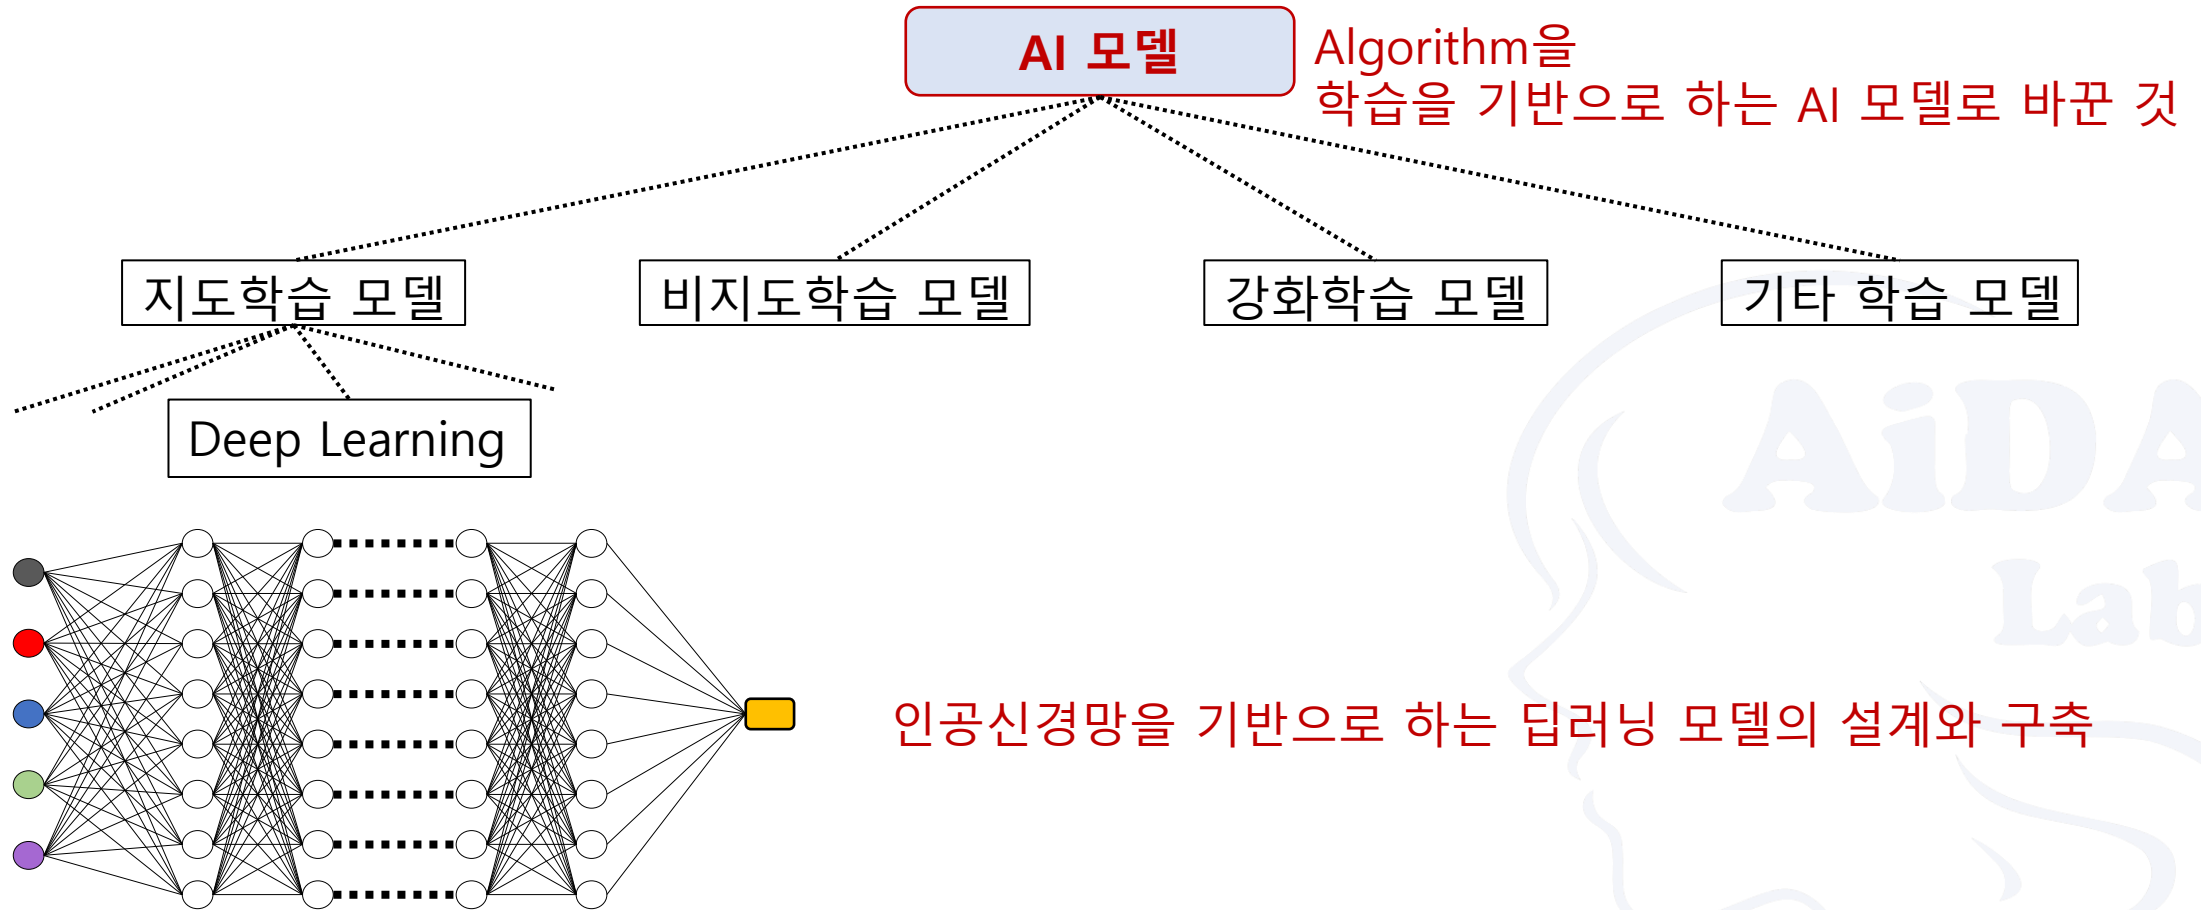 AI 모델
Algorithm을
학습을 기반으로 하는 AI 모델로 바꾼 것
지도학습 모델
비지도학습 모델
강화학습 모델
기타 학습 모델
Deep Learning
AiDA
Lab
인공신경망을 기반으로 하는 딥러닝 모델의 설계와 구축